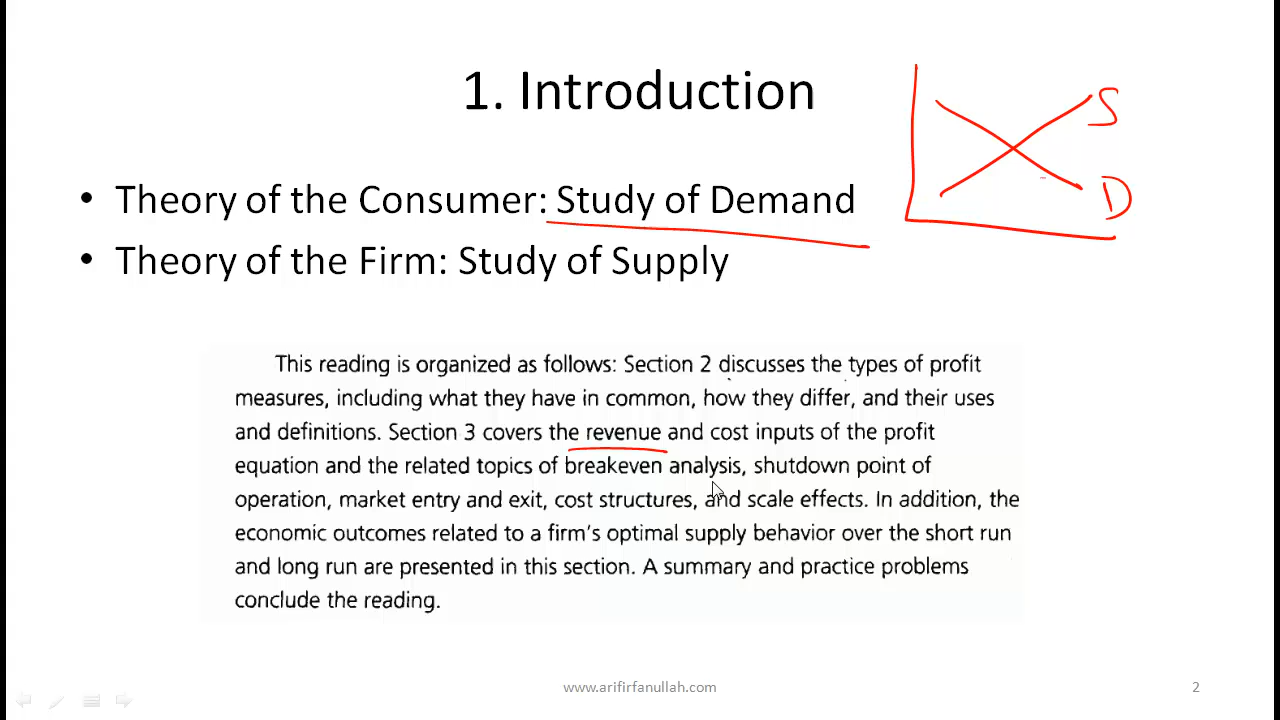 1. Introduction
S
D
• Theory of the Consumer: Study of Demand
• Theory of the Firm: Study of Supply
This reading is organized as follows: Section 2 discusses the types of profit
measures, including what they have in common, how they differ, and their uses
and definitions. Section 3 covers the revenue and cost inputs of the profit
equation and the related topics of breakeven analysis, shutdown point of
operation, market entry and exit, cost structures, and scale effects. In addition, the
economic outcomes related to a firm's optimal supply behavior over the short run
and long run are presented in this section. A summary and practice problems
conclude the reading.
www.arifirfanullah.com
2